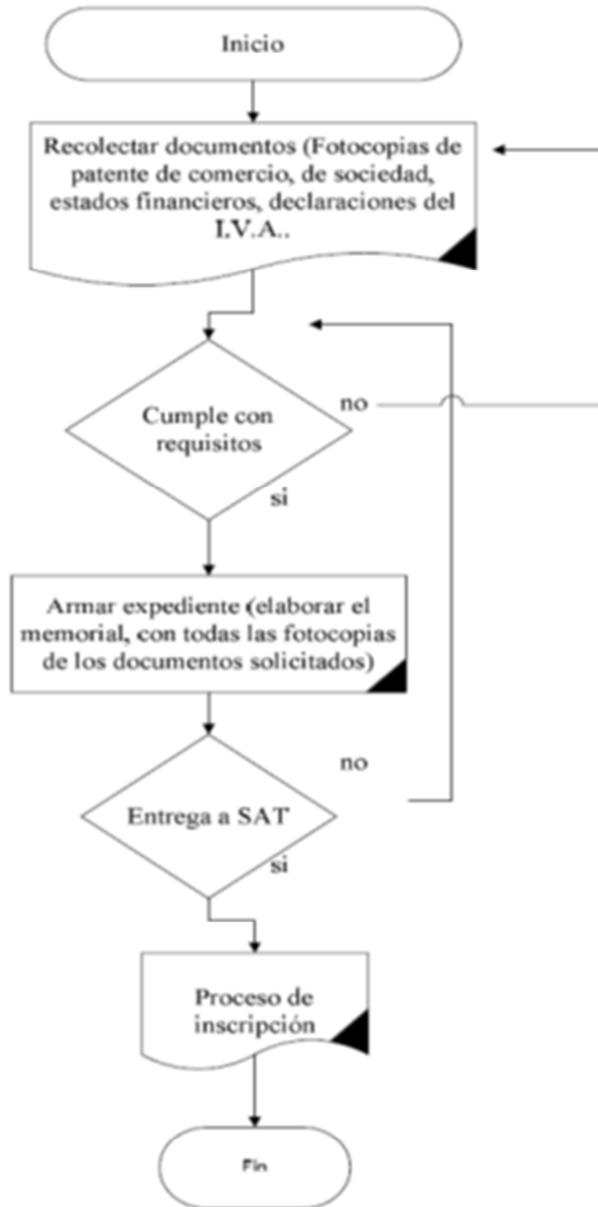 Inicio
Recolectar documentos (Fotocopias de
patente de comercio, de sociedad,
estados financieros, declaraciones del
I.V.A..
Cumple con
requisitos
no
si
Armar expediente (elaborar el
memorial, con todas las fotocopias
de los documentos solicitados)
no
Entrega a SAT
si
Proceso de
inscripción
Fin